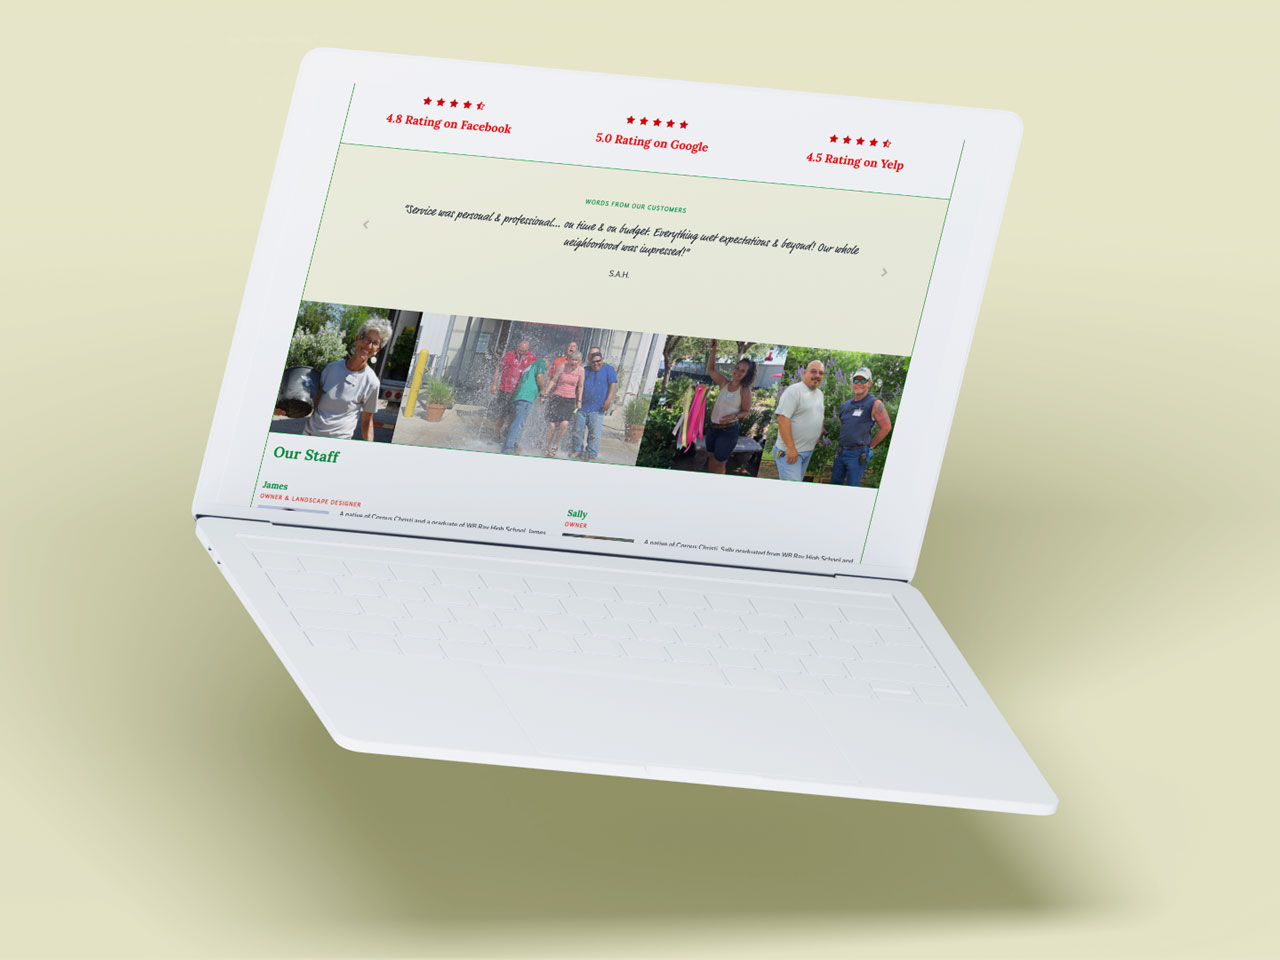 4.8 Rating on Facebook
5.0 Rating on Google
4.5 Rating on Yelp
WORDS FROM OUR CUSTOMERS
"Service was personal & professional... on time & on budget. Everything met expectations & beyond! Our whole
neighborhood was impressed!"
S.A.H.
Our Staff
James
OWNER & LANDSCAPE DESIGNER
A native of Corpus Christi and a graduate of WB Ray High School, James
Sally
OWNER
A native of Corpus Christi, Sally graduated from WB Ray High School and